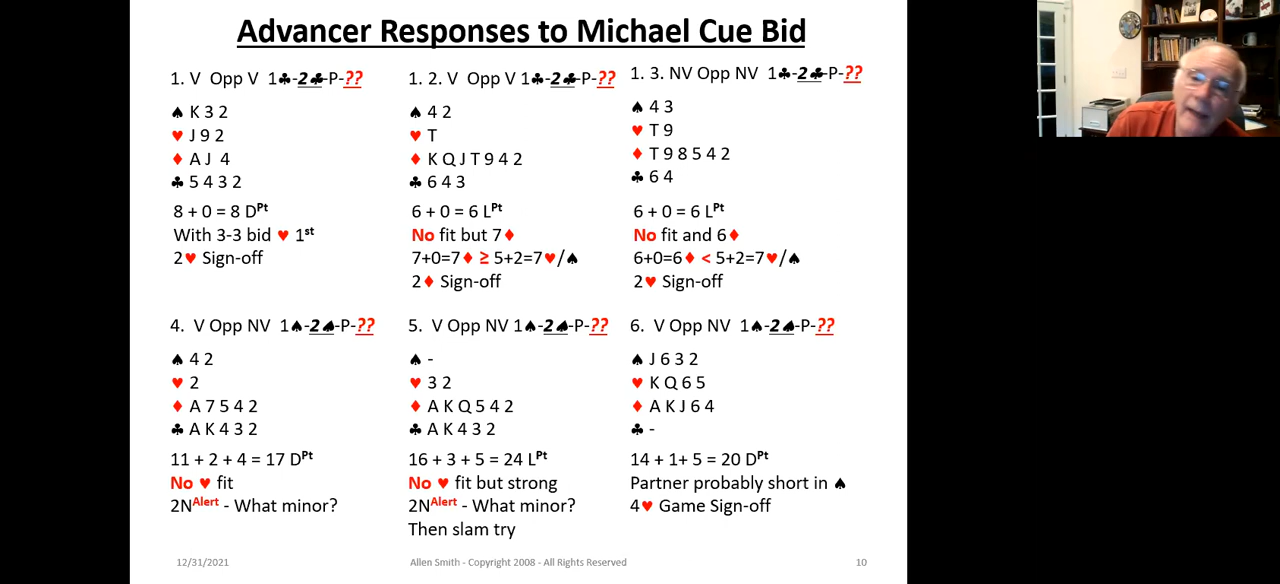 Advancer Responses to Michael Cue Bid
1. V Opp V 1♣-2♣-P-??
♠ K 3 2
♥ J 9 2
♦ A J 4
♣ 5 4 3 2
8 + 0 = 8 DPt
With 3-3 bid ♥ 1st
2♥ Sign-off
1. 2. V Opp V 1♣-2♣-P-??
♠ 4 2
♥ T
♦ K Q J T 9 4 2
♣ 6 4 3
6 + 0 = 6 LPt
No fit but 7♦
7+0=7♦ ≥ 5+2=7♥/♠
2♦ Sign-off
1. 3. NV Opp NV 1♣-2♣-P-??
♠ 4 3
♥ T 9
♦ T 9 8 5 4 2
♣ 6 4
6 + 0 = 6 LPt
No fit and 6♦
6+0=6♦ < 5+2=7♥/♠
2♥ Sign-off
4. V Opp NV 1♠-2♠-P-??
♠ 4 2
♥ 2
♦ A 7 5 4 2
♣ A K 4 3 2
11 + 2 + 4 = 17 DPt
No ♥ fit
2NAlert - What minor?
5. V Opp NV 1♠-2♠-P-??
♠ -
♥ 3 2
♦ A K Q 5 4 2
♣ A K 4 3 2
16 + 3 + 5 = 24 LPt
No ♥ fit but strong
2NAlert - What minor?
Then slam try
6. V Opp NV 1♠-2♠-P-??
♠ J 6 3 2
♥ K Q 6 5
♦ A K J 6 4
♣ -
14 + 1+ 5 = 20 DPt
Partner probably short in ♠
4♥ Game Sign-off
12/31/2021
Allen Smith - Copyright 2008 - All Rights Reserved
10